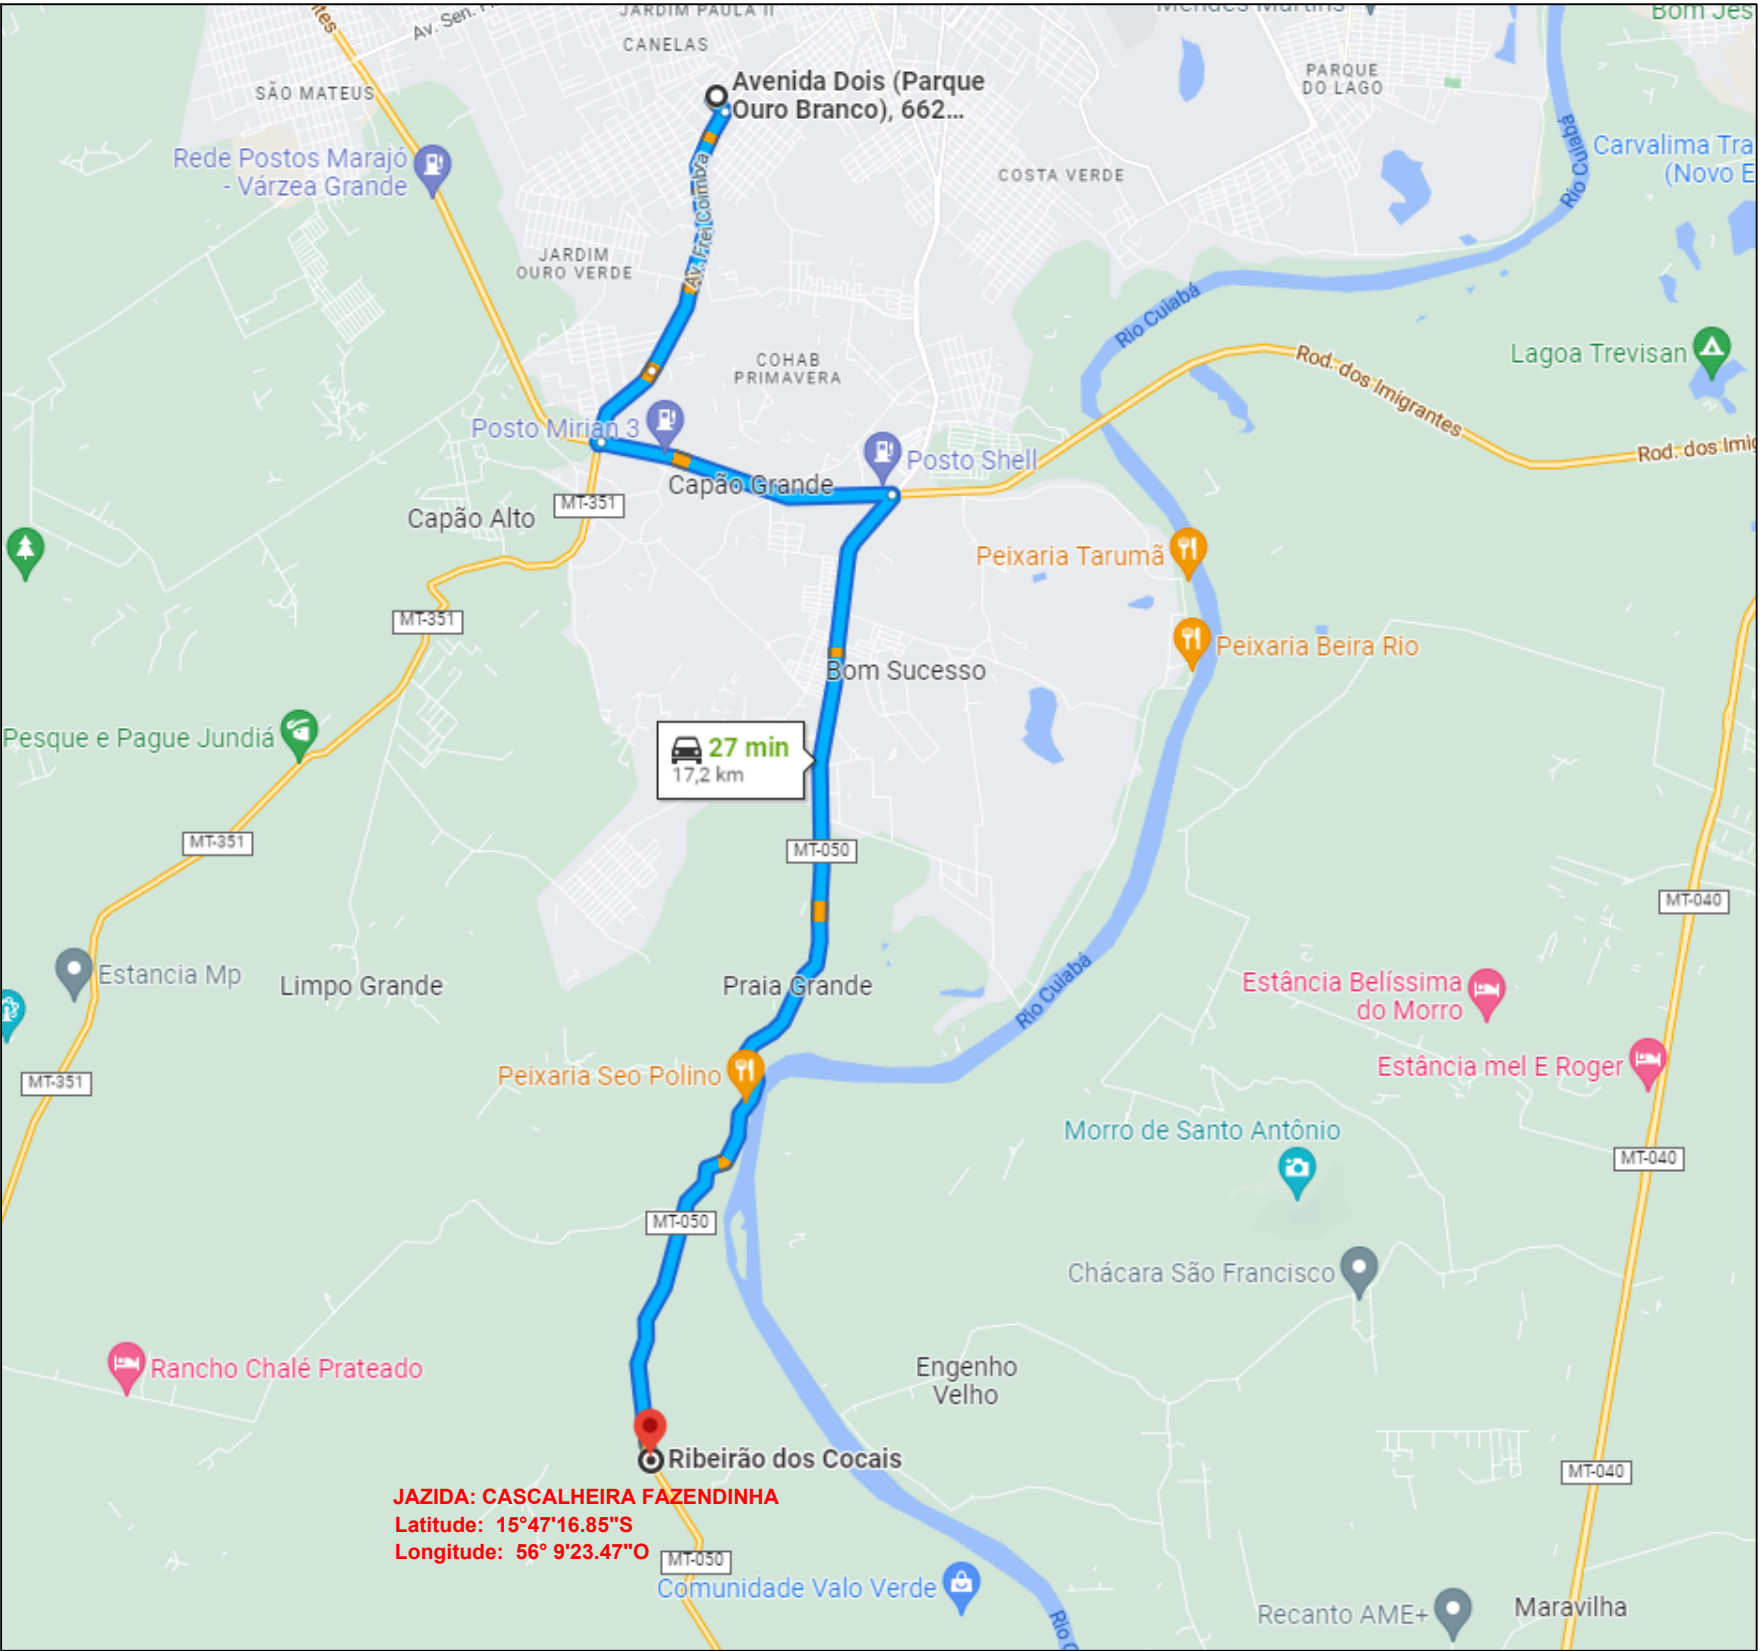 JARDIM PAULA II
Av. Sen.
CANELAS
SÃO MATEUS
Avenida Dois (Parque
Ouro Branco), 662...
PARQUE
DO LAGO
Rio Cuiabá
Carvalima Tra
(Novo E
Rede Postos Marajó
- Várzea Grande
COSTA VERDE
Av. Frei Coimbra
JARDIM
OURO VERDE
Rio Cuiabá
COHAB
PRIMAVERA
Lagoa Trevisan
Rod. dos Imigrantes
Posto Mirian 3
Posto Shell
Rod. dos Imig
Capão Grande
MT-351
Capão Alto
Peixaria Tarumã
MT-351
Peixaria Beira Rio
Bom Sucesso
Pesque e Pague Jundiá
27 min
17,2 km
MT-351
MT-050
MT-040
Estancia Mp
Limpo Grande
Praia Grande
Rio Cuiabá
Estância Belíssima
do Morro
Peixaria Seo Polino
Estância mel E Roger
MT-351
Morro de Santo Antônio
MT-040
MT-050
Chácara São Francisco
Rancho Chalé Prateado
Engenho
Velho
Ribeirão dos Cocais
MT-040
JAZIDA: CASCALHEIRA FAZENDINHA
Latitude: 15°47'16.85"S
Longitude: 56° 9'23.47"O
MT-050
Comunidade Valo Verde
Recanto AME+
Maravilha